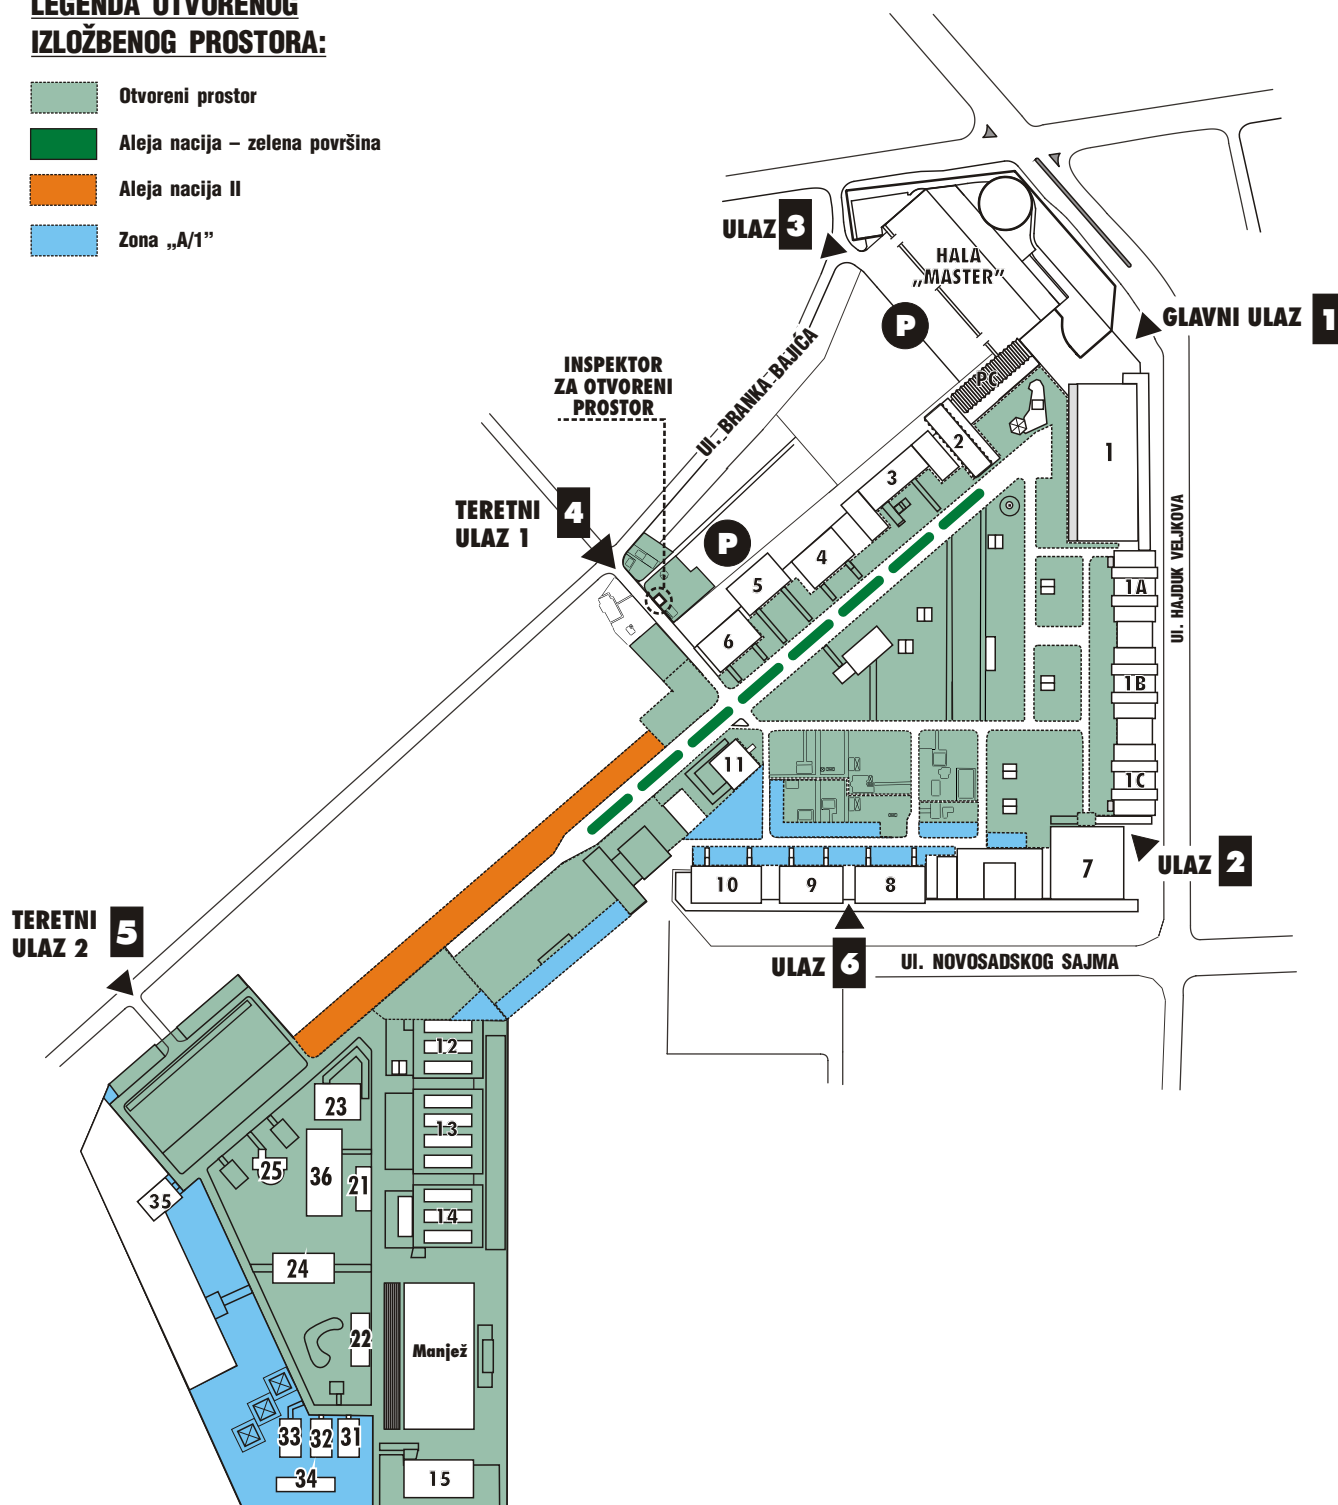 LEGENDA OTVORENOG
IZLOŽBENOG PROSTORA:
Otvoreni prostor
Aleja nacija – zelena površina
Aleja nacija II
Zona „A/1”
ULAZ 3
HALA
„MASTER”
P
GLAVNI ULAZ 1
INSPEKTOR
ZA OTVORENI
PROSTOR
Ul. BRANKA BAJIĆA
PC
2
1
3
TERETNI
ULAZ 1
4
P
4
5
6
Ul. HAJDUK VELJKOVA
1A
1B
1C
11
7
ULAZ 2
10
9
8
ULAZ 6
Ul. NOVOSADSKOG SAJMA
TERETNI
ULAZ 2
5
12
23
13
25
36
21
35
14
24
22
Manjež
33
32
31
34
15